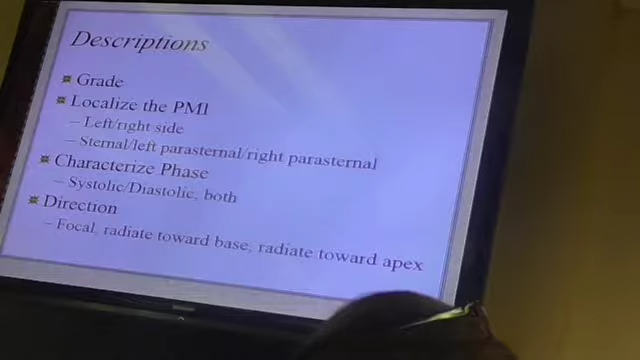 Descriptions
Grade
Localize the PMI
– Left/right side
– Sternal/left parasternal/right parasternal
Characterize Phase
– Systolic/Diastolic, both
Direction
– Focal, radiate toward base, radiate toward apex